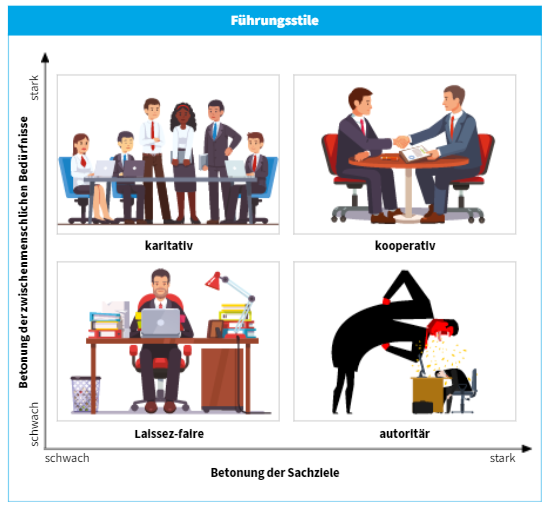 Führungsstile
stark
Betonung der zwischenmenschlichen Bedürfnisse
schwach
karitativ
kooperativ
Laissez-faire
autoritär
schwach
stark
Betonung der Sachziele